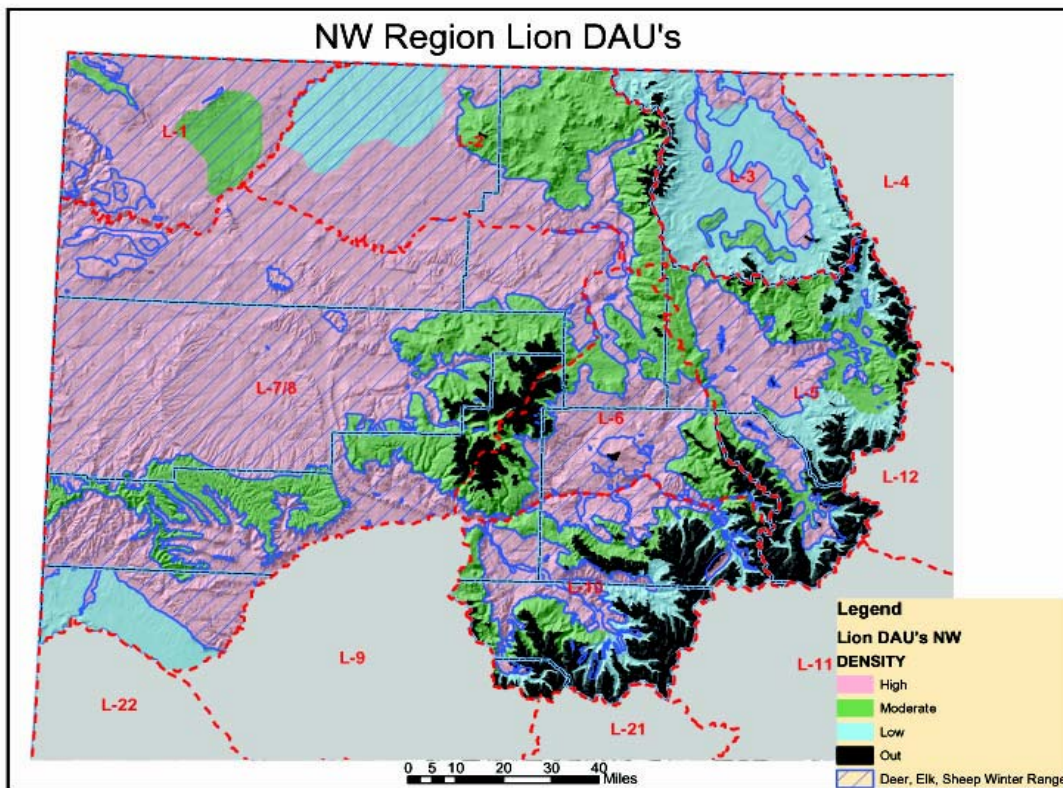 NW Region Lion DAU's
L-1
L-2
L-3
L-4
L-7/8
L-5
L-6
L-12
L-10
L-9
L-11
L-22
L-21
Legend
Lion DAU's NW
DENSITY
High
Moderate
Low
Out
Deer, Elk, Sheep Winter Range
0 5 10 20 30 40
Miles